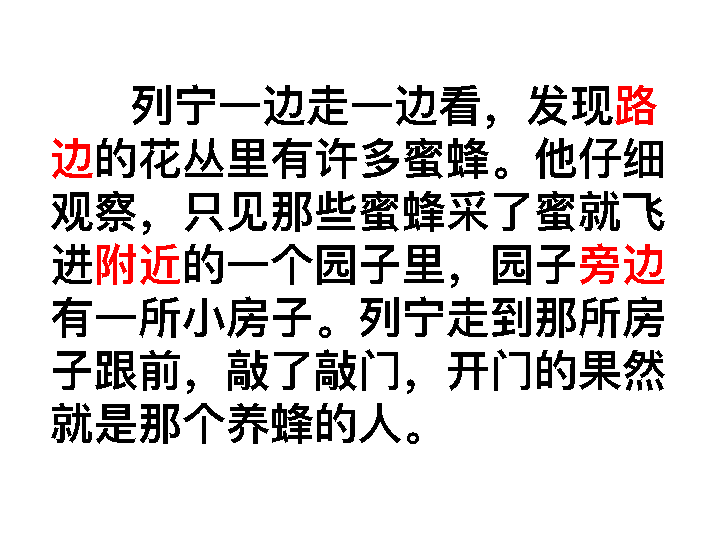 列宁一边走一边看，发现路
边的花丛里有许多蜜蜂。他仔细
观察，只见那些蜜蜂采了蜜就飞
进附近的一个园子里，园子旁边
有一所小房子。列宁走到那所房
子跟前，敲了敲门，开门的果然
就是那个养蜂的人。